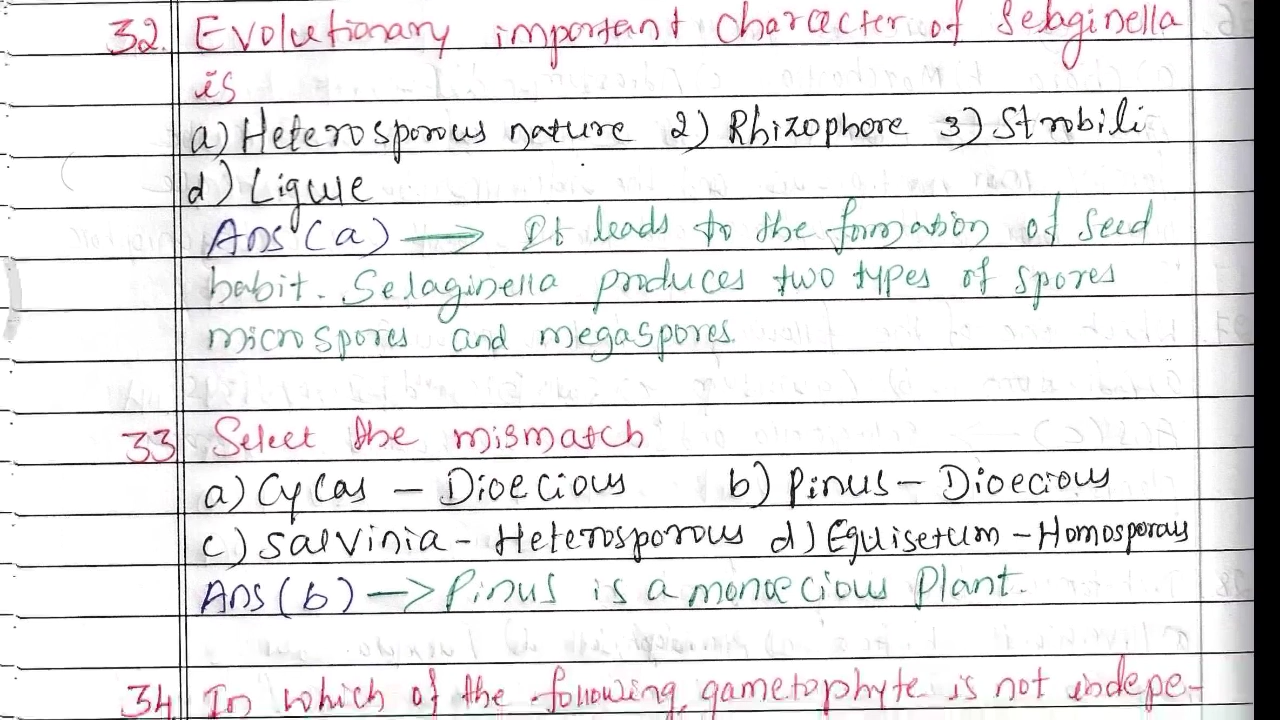 32. Evolutionary important character of Selaginella
is
a) Heterosporous nature 2) Rhizophore 3) Strobili
d) Ligule
Ans (a) → It leads to the formation of seed
habit. Selaginella produces two types of spores
microspores and megaspores.
33 Select the mismatch
a) Cycas - Dioecious b) Pinus - Dioecious
c) Salvinia - Heterosporous d) Equisetum - Homosporous
Ans (b) → Pinus is a monoecious plant.
34. In which of the following, gametophyte is not indepe-